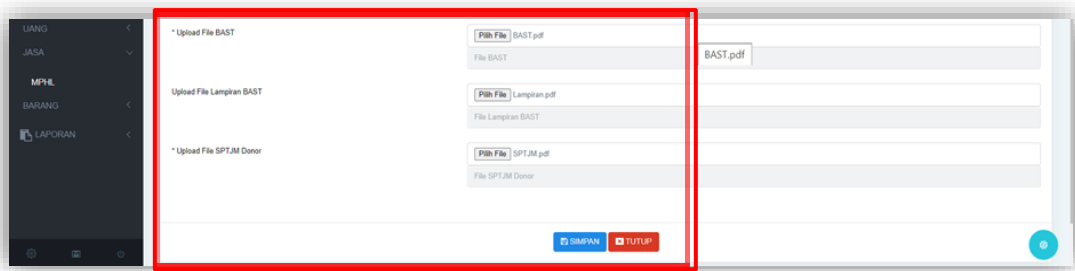 UANG
JASA
MPHL
BARANG
LAPORAN
* Upload File BAST
Pilih File BAST.pdf
File BAST
BAST.pdf
Upload File Lampiran BAST
Pilih File Lampiran.pdf
File Lampiran BAST
* Upload File SPTJM Donor
Pilih File SPTJM.pdf
File SPTJM Donor
SIMPAN
TUTUP